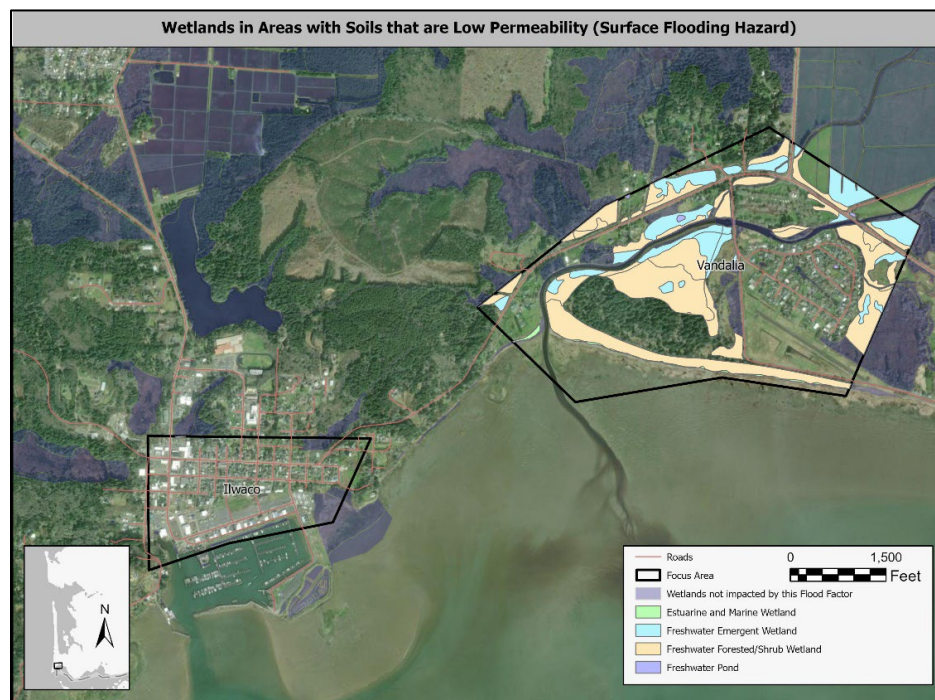 Wetlands in Areas with Soils that are Low Permeability (Surface Flooding Hazard)
Vandalia
Ilwaco
N
Roads
Focus Area
Wetlands not impacted by this Flood Factor
Estuarine and Marine Wetland
Freshwater Emergent Wetland
Freshwater Forested/Shrub Wetland
Freshwater Pond
0 1,500
Feet